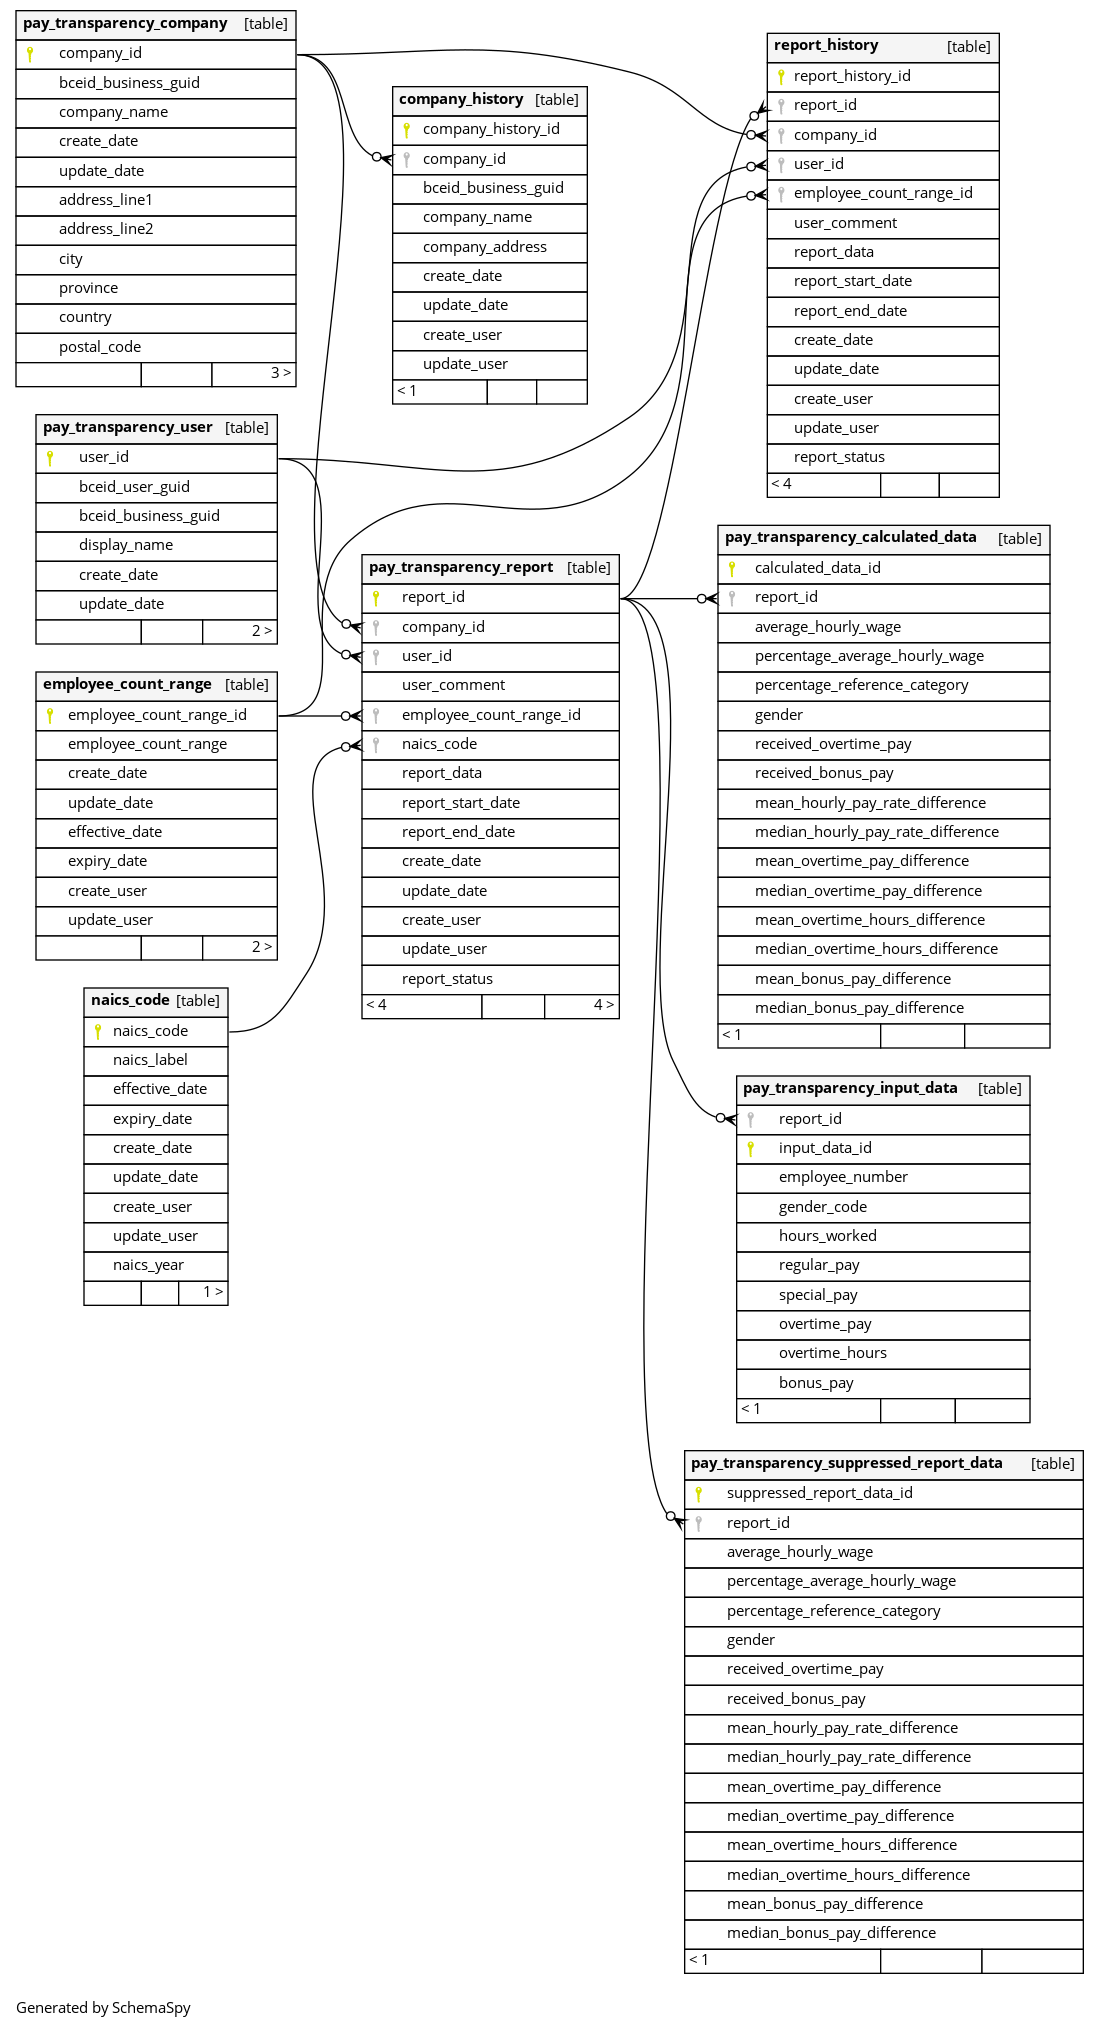 pay_transparency_company [table]
company_id
bceid_business_guid
company_name
create_date
update_date
address_line1
address_line2
city
province
country
postal_code
3 >
company_history [table]
company_history_id
company_id
bceid_business_guid
company_name
company_address
create_date
update_date
create_user
update_user
< 1
report_history [table]
report_history_id
report_id
company_id
user_id
employee_count_range_id
user_comment
report_data
report_start_date
report_end_date
create_date
update_date
create_user
update_user
report_status
< 4
pay_transparency_user [table]
user_id
bceid_user_guid
bceid_business_guid
display_name
create_date
update_date
2 >
employee_count_range [table]
employee_count_range_id
employee_count_range
create_date
update_date
effective_date
expiry_date
create_user
update_user
2 >
naics_code [table]
naics_code
naics_label
effective_date
expiry_date
create_date
update_date
create_user
update_user
naics_year
1 >
pay_transparency_report [table]
report_id
company_id
user_id
user_comment
employee_count_range_id
naics_code
report_data
report_start_date
report_end_date
create_date
update_date
create_user
update_user
report_status
< 4 4 >
pay_transparency_calculated_data [table]
calculated_data_id
report_id
average_hourly_wage
percentage_average_hourly_wage
percentage_reference_category
gender
received_overtime_pay
received_bonus_pay
mean_hourly_pay_rate_difference
median_hourly_pay_rate_difference
mean_overtime_pay_difference
median_overtime_pay_difference
mean_overtime_hours_difference
median_overtime_hours_difference
mean_bonus_pay_difference
median_bonus_pay_difference
< 1
pay_transparency_input_data [table]
report_id
input_data_id
employee_number
gender_code
hours_worked
regular_pay
special_pay
overtime_pay
overtime_hours
bonus_pay
< 1
pay_transparency_suppressed_report_data [table]
suppressed_report_data_id
report_id
average_hourly_wage
percentage_average_hourly_wage
percentage_reference_category
gender
received_overtime_pay
received_bonus_pay
mean_hourly_pay_rate_difference
median_hourly_pay_rate_difference
mean_overtime_pay_difference
median_overtime_pay_difference
mean_overtime_hours_difference
median_overtime_hours_difference
mean_bonus_pay_difference
median_bonus_pay_difference
< 1
Generated by SchemaSpy